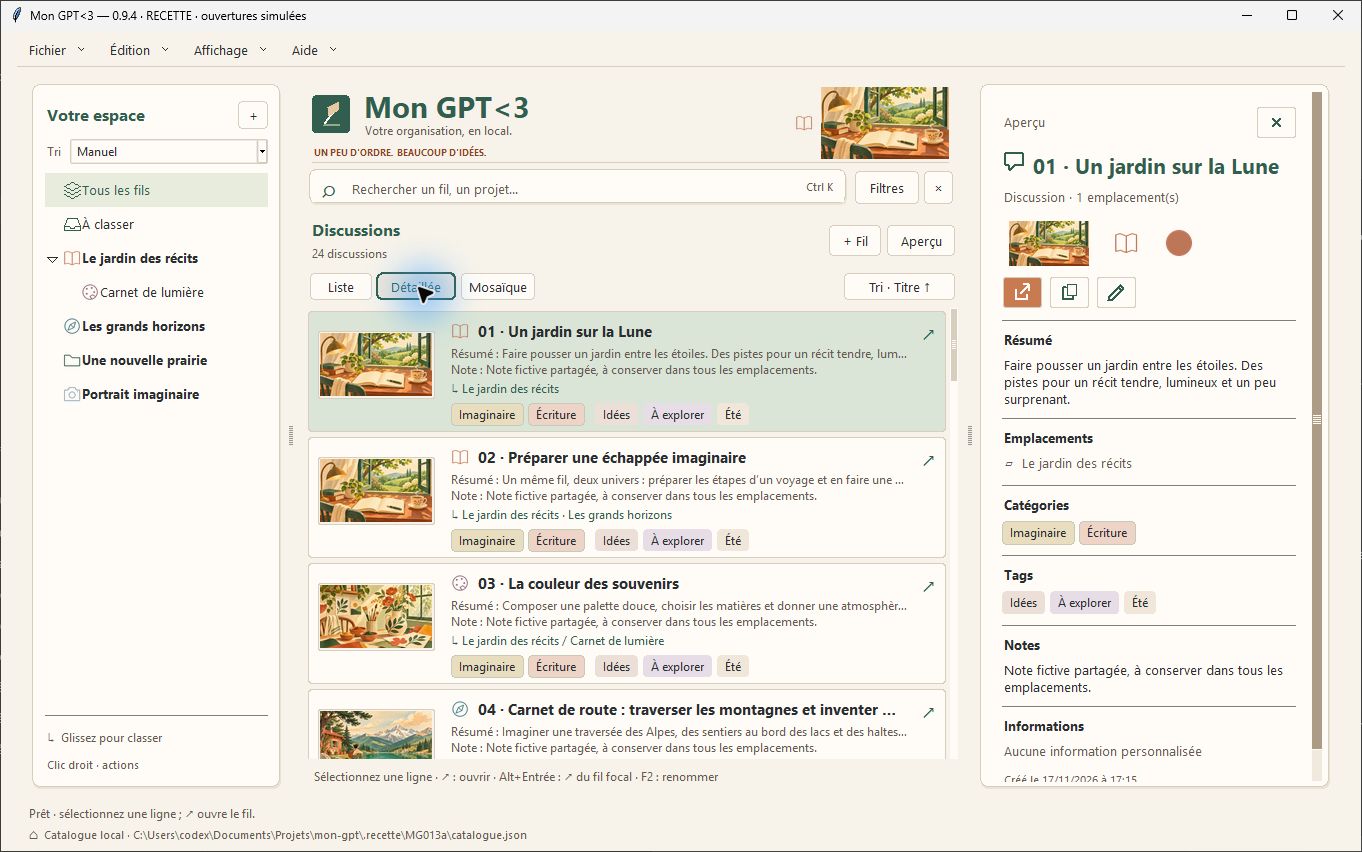 Mon GPT<3 — 0.9.4 · RECETTE · ouvertures simulées
Fichier Édition Affichage Aide
Votre espace
+
Tri Manuel
Tous les fils
À classer
Le jardin des récits
Carnet de lumière
Les grands horizons
Une nouvelle prairie
Portrait imaginaire
↳ Glissez pour classer
Clic droit · actions
Mon GPT<3
Votre organisation, en local.
UN PEU D'ORDRE. BEAUCOUP D'IDÉES.
Rechercher un fil, un projet... Ctrl K
Filtres ×
Discussions
24 discussions
+ Fil Aperçu
Liste Détaillée Mosaïque Tri · Titre ↑
01 · Un jardin sur la Lune ↗
Résumé : Faire pousser un jardin entre les étoiles. Des pistes pour un récit tendre, lum...
Note : Note fictive partagée, à conserver dans tous les emplacements.
↳ Le jardin des récits
Imaginaire Écriture Idées À explorer Été
02 · Préparer une échappée imaginaire ↗
Résumé : Un même fil, deux univers : préparer les étapes d’un voyage et en faire une ...
Note : Note fictive partagée, à conserver dans tous les emplacements.
↳ Le jardin des récits · Les grands horizons
Imaginaire Écriture Idées À explorer Été
03 · La couleur des souvenirs ↗
Résumé : Composer une palette douce, choisir les matières et donner une atmosphèr...
Note : Note fictive partagée, à conserver dans tous les emplacements.
↳ Le jardin des récits / Carnet de lumière
Imaginaire Écriture Idées À explorer Été
04 · Carnet de route : traverser les montagnes et inventer ... ↗
Résumé : Imaginer une traversée des Alpes, des sentiers au bord des lacs et des haltes...
Note : Note fictive partagée, à conserver dans tous les emplacements.
Sélectionnez une ligne · ↗ : ouvrir · Alt+Entrée : ↗ du fil focal · F2 : renommer
Aperçu
01 · Un jardin sur la Lune
Discussion · 1 emplacement(s)
Résumé
Faire pousser un jardin entre les étoiles. Des
pistes pour un récit tendre, lumineux et un peu
surprenant.
Emplacements
Le jardin des récits
Catégories
Imaginaire Écriture
Tags
Idées À explorer Été
Notes
Note fictive partagée, à conserver dans tous les
emplacements.
Informations
Aucune information personnalisée
Créé le 17/11/2026 à 17:15
Prêt · sélectionnez une ligne ; ↗ ouvre le fil.
⌂ Catalogue local · C:\Users\codex\Documents\Projets\mon-gpt\.recette\MG013a\catalogue.json